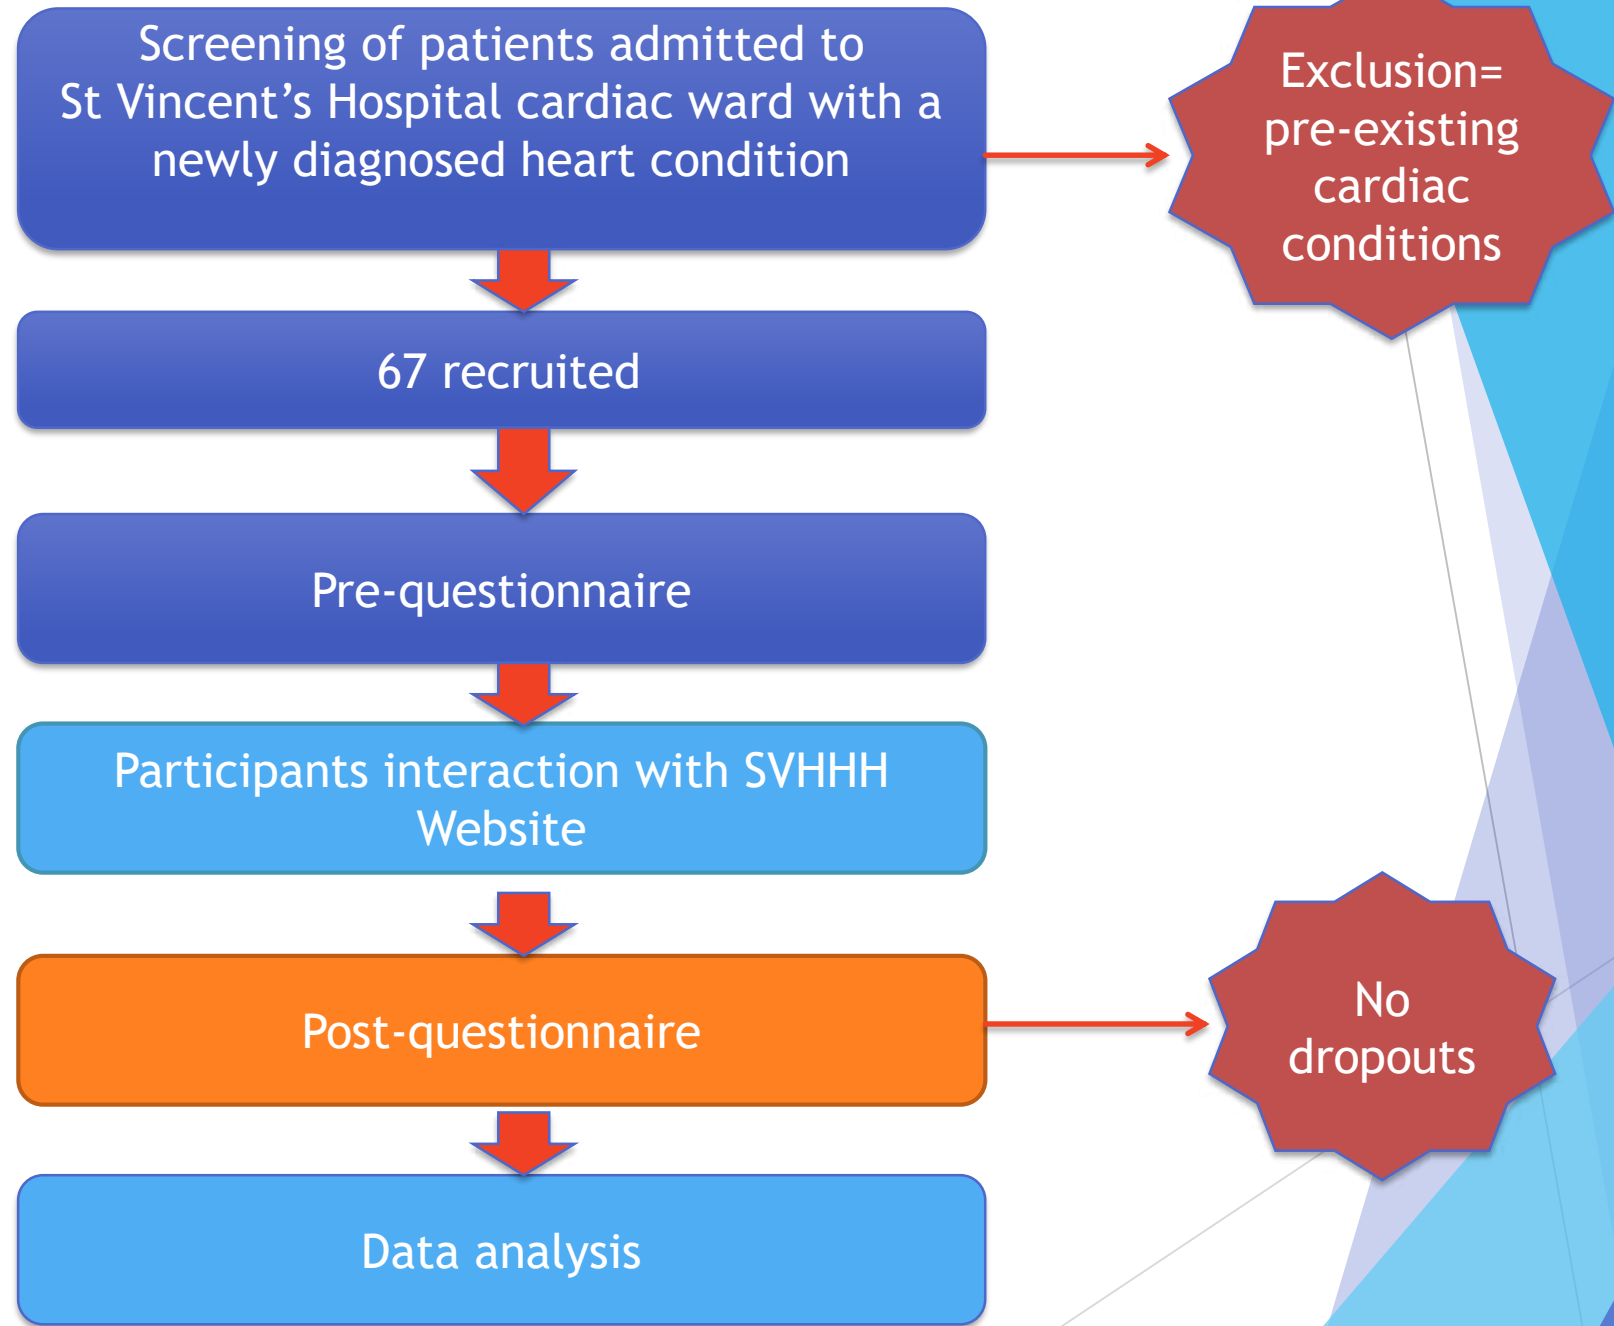 Screening of patients admitted to
St Vincent’s Hospital cardiac ward with a
newly diagnosed heart condition
Exclusion=
pre-existing
cardiac
conditions
67 recruited
Pre-questionnaire
Participants interaction with SVHHH
Website
Post-questionnaire
No
dropouts
Data analysis